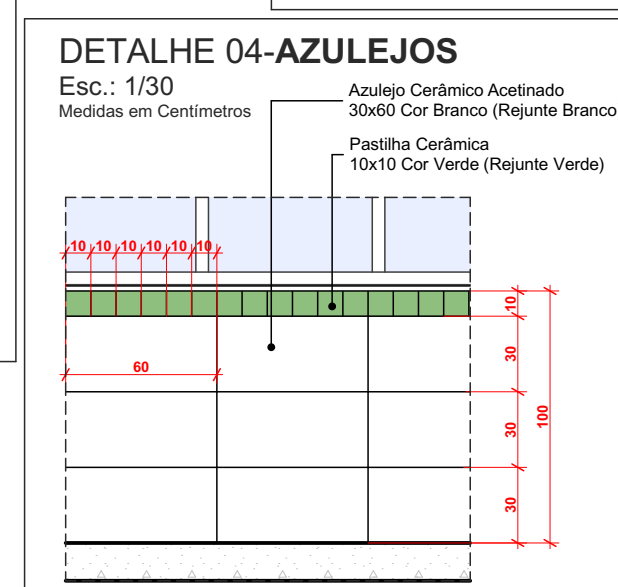 DETALHE 04-AZULEJOS
Esc.: 1/30
Medidas em Centímetros
Azulejo Cerâmico Acetinado
30x60 Cor Branco (Rejunte Branco
Pastilha Cerâmica
10x10 Cor Verde (Rejunte Verde)
10 10 10 10 10 10
10
60
30
30
30
100